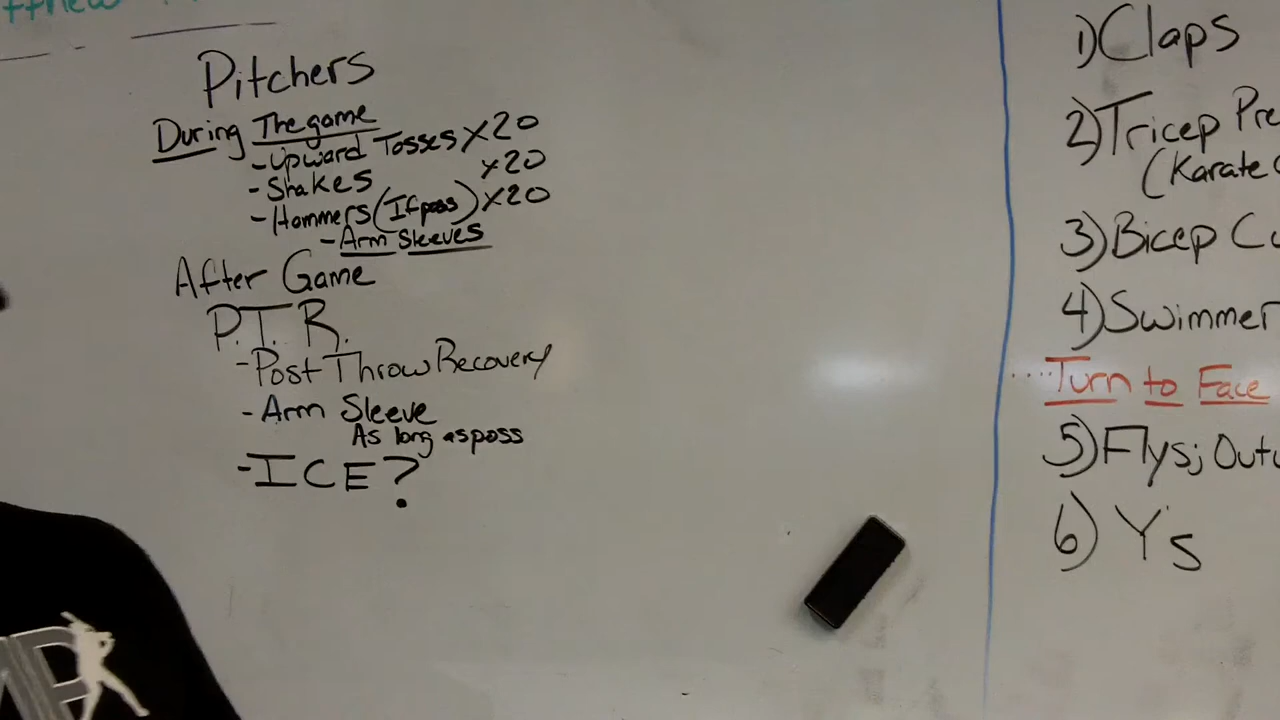 Pitchers
During The game
- Upward Tosses x20
- Shakes x20
- Hammers (If poss) x20
- Arm Sleeves
After Game
P.T.R.
- Post Throw Recovery
- Arm Sleeve
As long as poss
- ICE?
1) Claps
2) Tricep Pre
(Karate
3) Bicep Cu
4) Swimmer
.... Turn to Face
5) Flys; Out
6) Ys